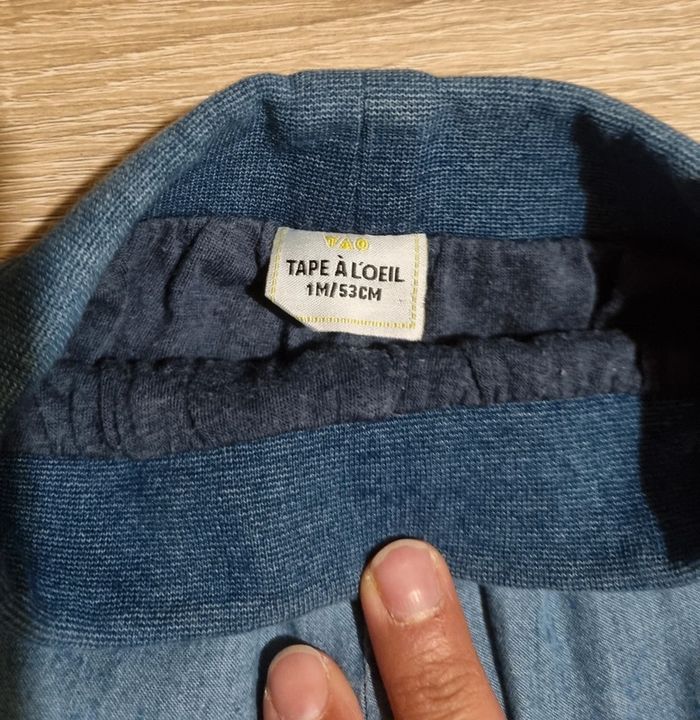 TAO
TAPE À L'OEIL
1M/53CM